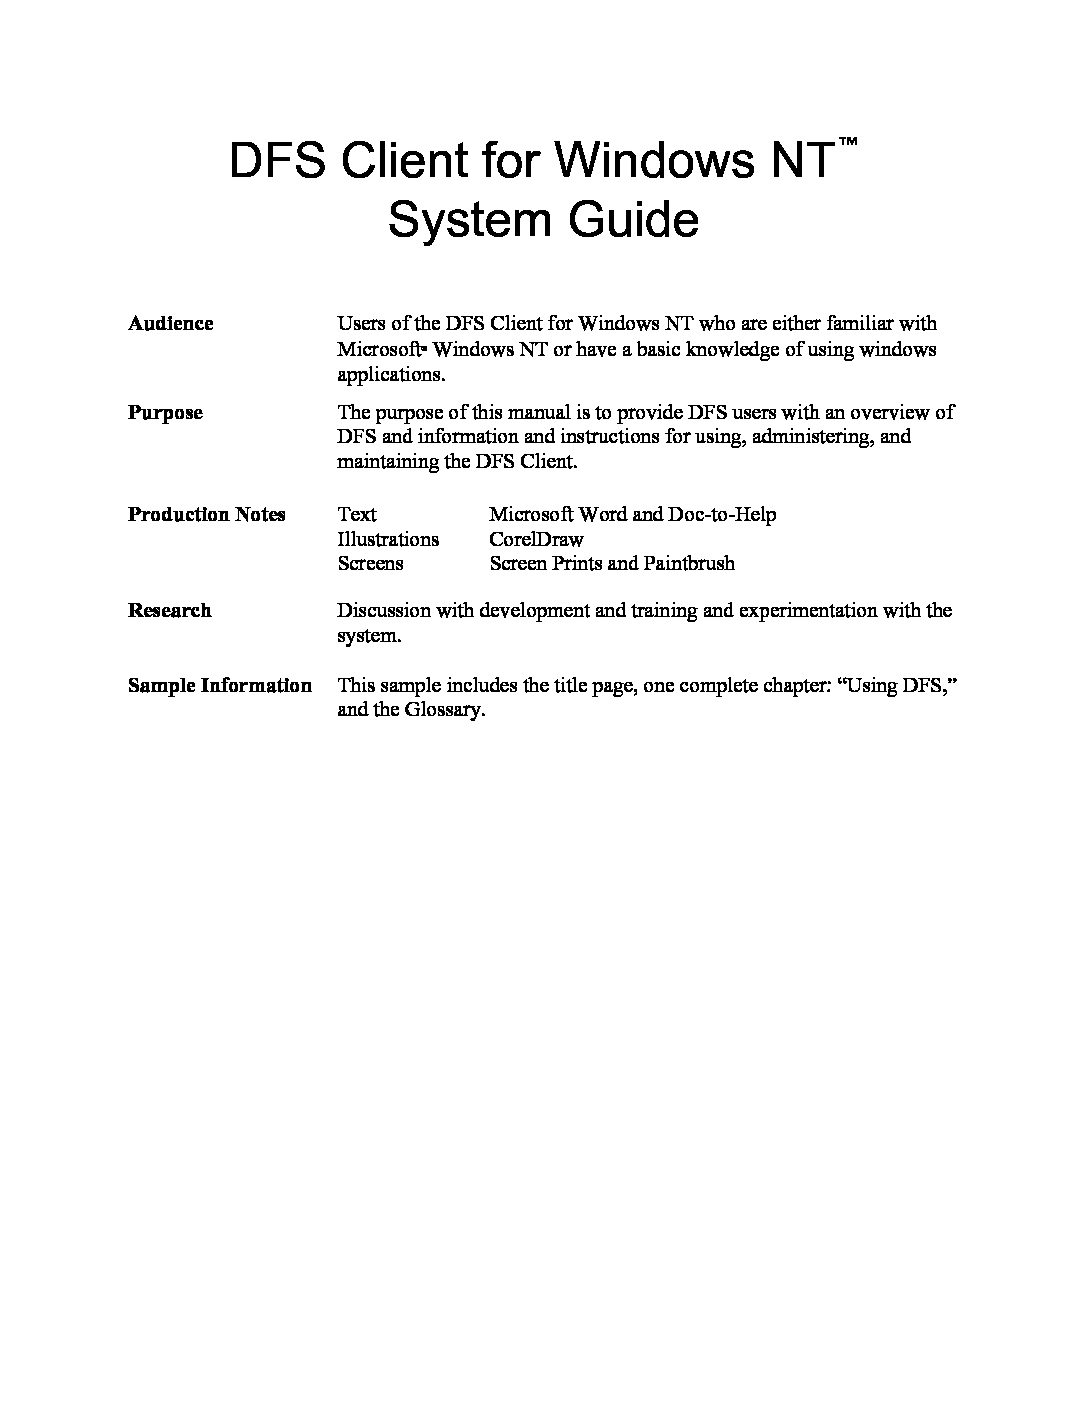 DFS Client for Windows NT™
System Guide
Audience Users of the DFS Client for Windows NT who are either familiar with
Microsoft® Windows NT or have a basic knowledge of using windows
applications.
Purpose The purpose of this manual is to provide DFS users with an overview of
DFS and information and instructions for using, administering, and
maintaining the DFS Client.
Production Notes Text Microsoft Word and Doc-to-Help
Illustrations CorelDraw
Screens Screen Prints and Paintbrush
Research Discussion with development and training and experimentation with the
system.
Sample Information This sample includes the title page, one complete chapter: “Using DFS,”
and the Glossary.